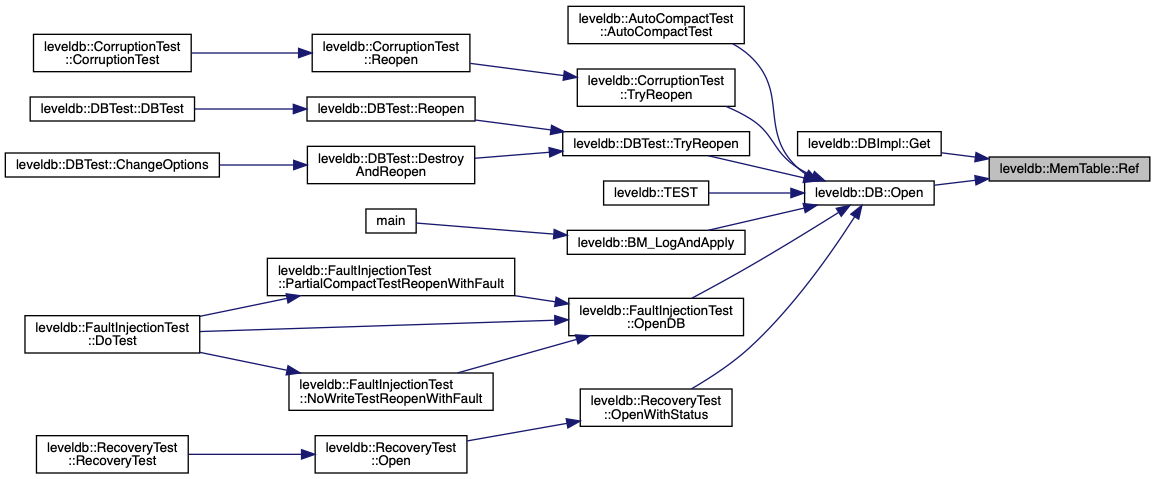 leveldb::AutoCompactTest
::AutoCompactTest
leveldb::CorruptionTest
::CorruptionTest
leveldb::CorruptionTest
::Reopen
leveldb::CorruptionTest
::TryReopen
leveldb::DBTest::DBTest
leveldb::DBTest::Reopen
leveldb::DBTest::TryReopen
leveldb::DBImpl::Get
leveldb::DBTest::ChangeOptions
leveldb::DBTest::Destroy
AndReopen
leveldb::MemTable::Ref
leveldb::TEST
leveldb::DB::Open
main
leveldb::BM_LogAndApply
leveldb::FaultInjectionTest
::PartialCompactTestReopenWithFault
leveldb::FaultInjectionTest
::OpenDB
leveldb::FaultInjectionTest
::DoTest
leveldb::FaultInjectionTest
::NoWriteTestReopenWithFault
leveldb::RecoveryTest
::OpenWithStatus
leveldb::RecoveryTest
::RecoveryTest
leveldb::RecoveryTest
::Open